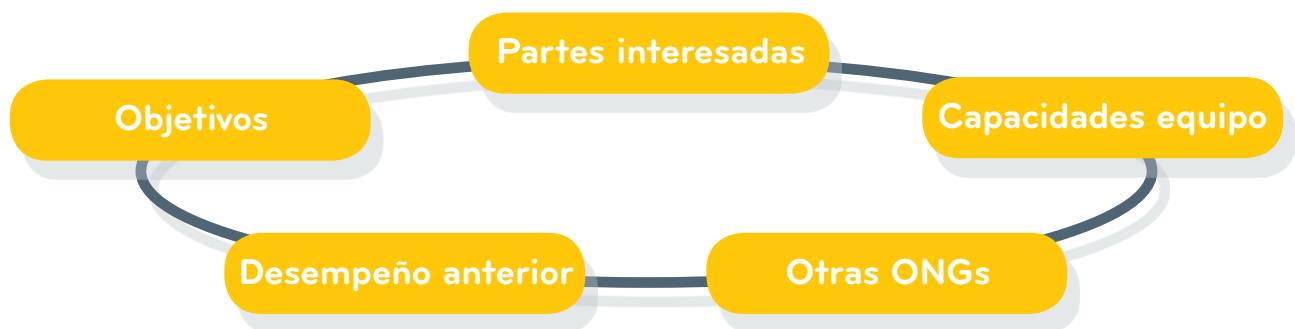 Partes interesadas
Objetivos
Capacidades equipo
Desempeño anterior
Otras ONGs